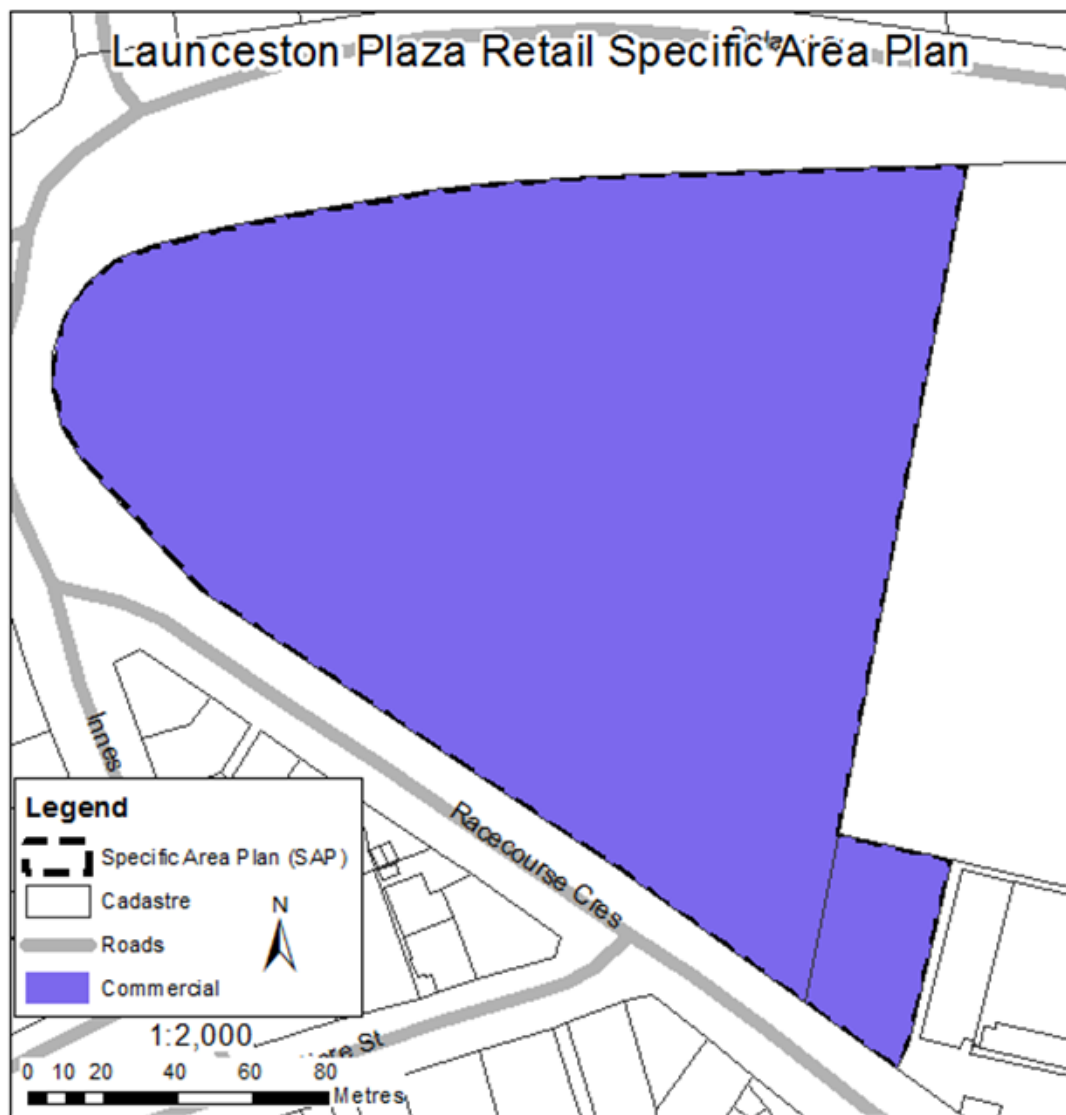 Launceston Plaza Retail Specific Area Plan
Innes
Racecourse Cres
St
Legend
Specific Area Plan (SAP)
Cadastre
Roads
Commercial
N
1:2,000
0 10 20 40 60 80
Metres